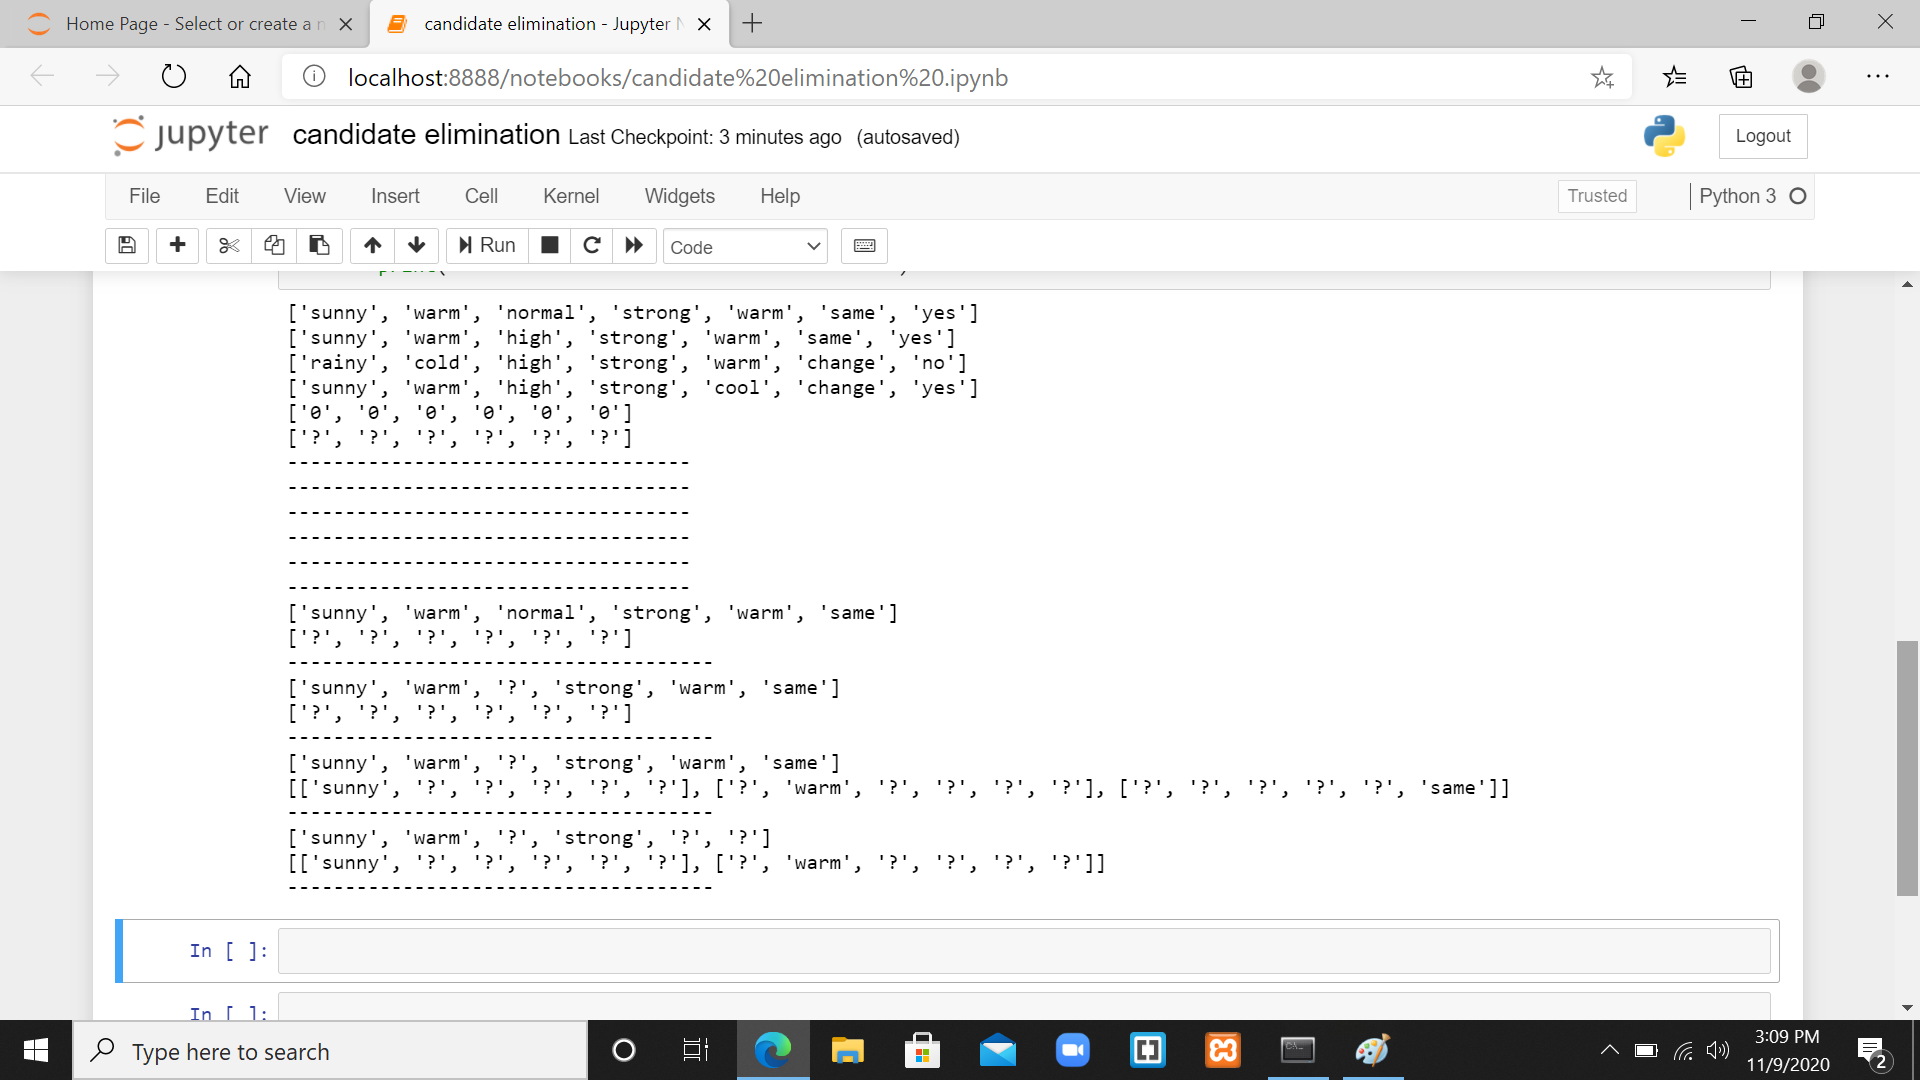 Home Page - Select or create a n
candidate elimination - Jupyter N
localhost:8888/notebooks/candidate%20elimination%20.ipynb
jupyter candidate elimination Last Checkpoint: 3 minutes ago (autosaved)
Logout
File Edit View Insert Cell Kernel Widgets Help
Trusted
Python 3
Run
Code
['sunny', 'warm', 'normal', 'strong', 'warm', 'same', 'yes']
['sunny', 'warm', 'high', 'strong', 'warm', 'same', 'yes']
['rainy', 'cold', 'high', 'strong', 'warm', 'change', 'no']
['sunny', 'warm', 'high', 'strong', 'cool', 'change', 'yes']
['0', '0', '0', '0', '0', '0']
['?', '?', '?', '?', '?', '?']
-----------------------------------
-----------------------------------
-----------------------------------
-----------------------------------
-----------------------------------
-----------------------------------
['sunny', 'warm', 'normal', 'strong', 'warm', 'same']
['?', '?', '?', '?', '?', '?']
-------------------------------------
['sunny', 'warm', '?', 'strong', 'warm', 'same']
['?', '?', '?', '?', '?', '?']
-------------------------------------
['sunny', 'warm', '?', 'strong', 'warm', 'same']
[['sunny', '?', '?', '?', '?', '?'], ['?', 'warm', '?', '?', '?', '?'], ['?', '?', '?', '?', '?', 'same']]
-------------------------------------
['sunny', 'warm', '?', 'strong', '?', '?']
[['sunny', '?', '?', '?', '?', '?'], ['?', 'warm', '?', '?', '?', '?']]
-------------------------------------
In [ ]:
In [ ]:
Type here to search
3:09 PM
11/9/2020
2